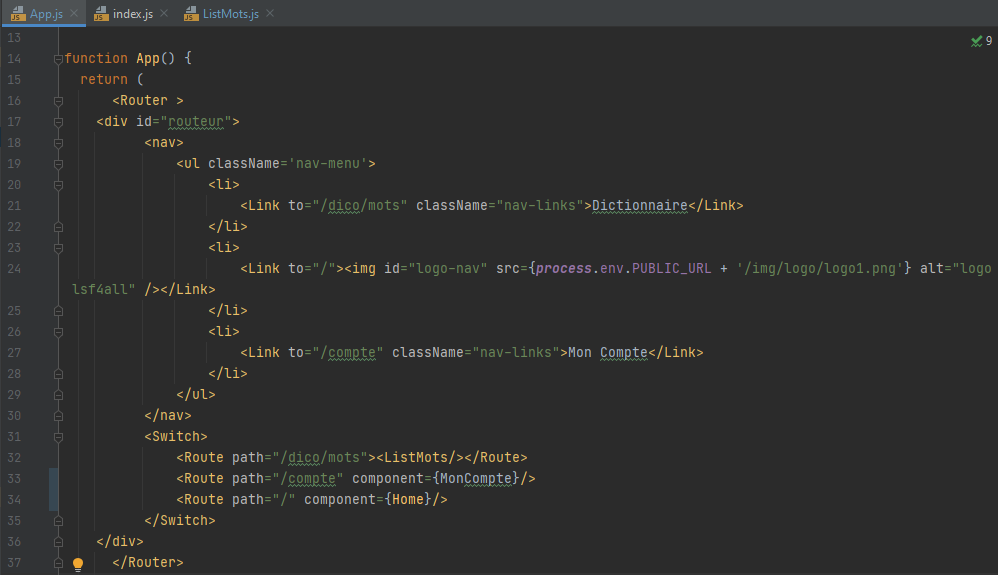 App.js
index.js
ListMots.js
9
13
14 function App() {
15 return (
16 <Router >
17 <div id="routeur">
18 <nav>
19 <ul className='nav-menu'>
20 <li>
21 <Link to="/dico/mots" className="nav-links">Dictionnaire</Link>
22 </li>
23 <li>
24 <Link to="/"><img id="logo-nav" src={process.env.PUBLIC_URL + '/img/logo/logo1.png'} alt="logo
lsf4all" /></Link>
25 </li>
26 <li>
27 <Link to="/compte" className="nav-links">Mon Compte</Link>
28 </li>
29 </ul>
30 </nav>
31 <Switch>
32 <Route path="/dico/mots"><ListMots/></Route>
33 <Route path="/compte" component={MonCompte}/>
34 <Route path="/" component={Home}/>
35 </Switch>
36 </div>
37 </Router>